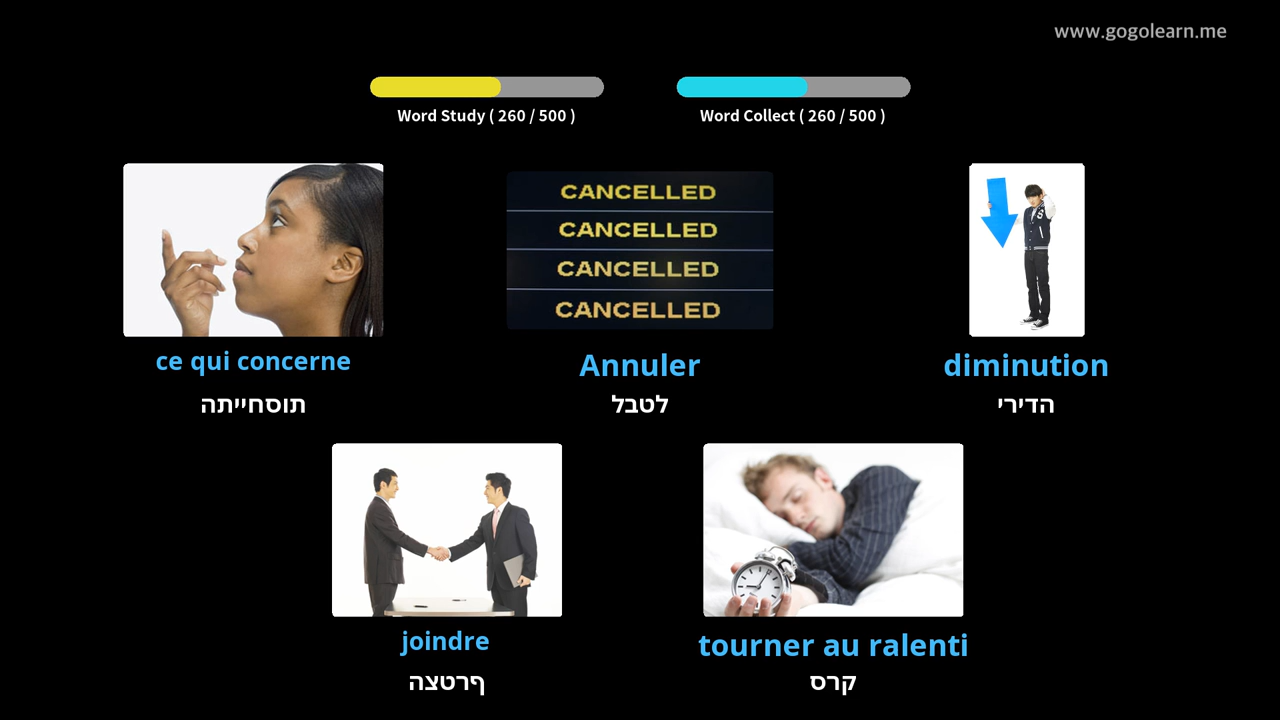 www.gogolearn.me
Word Study ( 260 / 500 )
Word Collect ( 260 / 500 )
CANCELLED
CANCELLED
CANCELLED
CANCELLED
S
ce qui concerne
תוסחייתה
Annuler
לטבל
diminution
הדירי
joindre
ףרטצה
tourner au ralenti
קרס